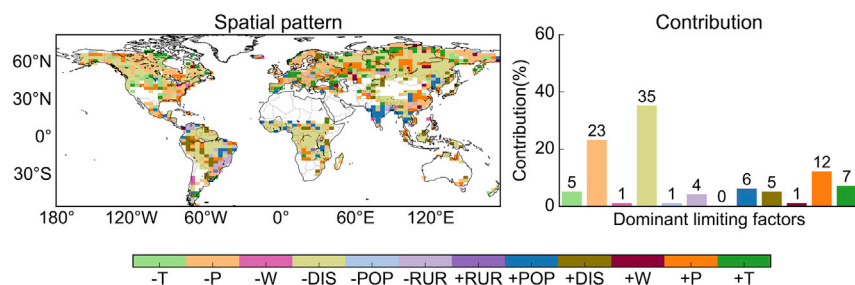 Spatial pattern
60°N
30°N
0°
30°S
180°
120°W
60°W
0°
60°E
120°E
Contribution
Contribution(%)
60
40
20
0
5
23
1
35
1
4
0
6
5
1
12
7
Dominant limiting factors
-T
-P
-W
-DIS
-POP
-RUR
+RUR
+POP
+DIS
+W
+P
+T